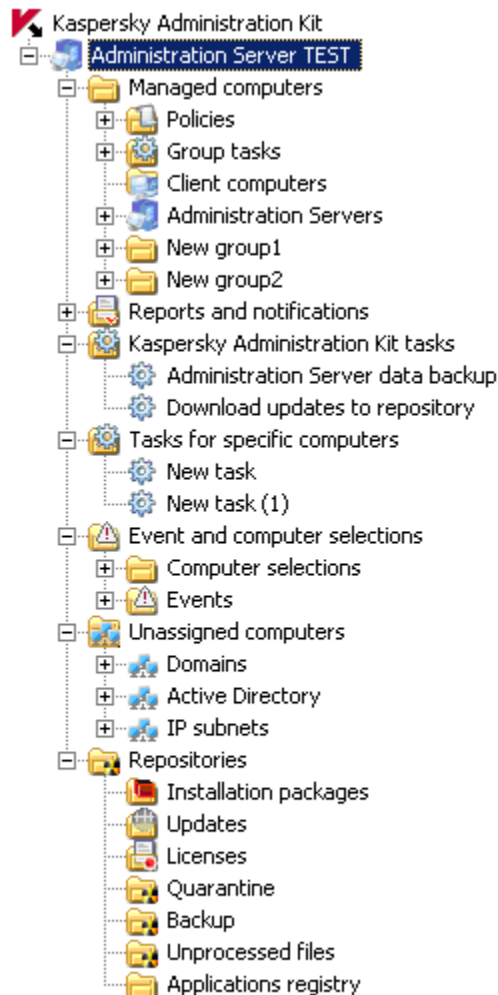 Kaspersky Administration Kit
Administration Server TEST
Managed computers
Policies
Group tasks
Client computers
Administration Servers
New group1
New group2
Reports and notifications
Kaspersky Administration Kit tasks
Administration Server data backup
Download updates to repository
Tasks for specific computers
New task
New task (1)
Event and computer selections
Computer selections
Events
Unassigned computers
Domains
Active Directory
IP subnets
Repositories
Installation packages
Updates
Licenses
Quarantine
Backup
Unprocessed files
Applications registry